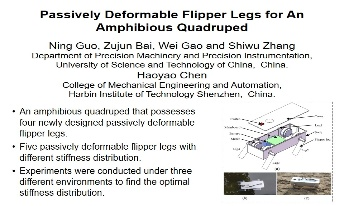 Passively Deformable Flipper Legs for An
Amphibious Quadruped
Ning Guo, Zujun Bai, Wei Gao and Shiwu Zhang
Department of Precision Machinery and Precision Instrumentation,
University of Science and Technology of China, China.
Haoyao Chen
College of Mechanical Engineering and Automation,
Harbin Institute of Technology Shenzhen, China.
• An amphibious quadruped that possesses
four newly designed passively deformable
flipper legs.
• Five passively deformable flipper legs with
different stiffness distribution.
• Experiments were conducted under three
different environments to find the optimal
stiffness distribution.